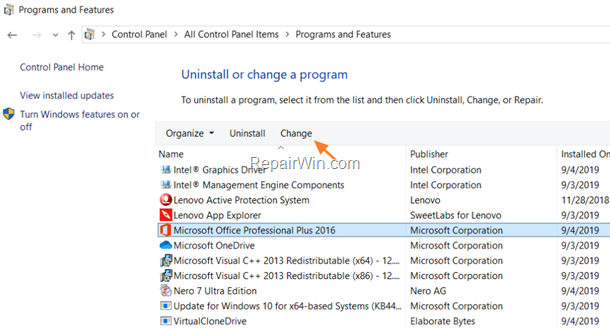 Programs and Features
Control Panel > All Control Panel Items > Programs and Features
Control Panel Home
Uninstall or change a program
View installed updates
To uninstall a program, select it from the list and then click Uninstall, Change, or Repair.
Turn Windows features on or
off
Organize Uninstall Change
Name Publisher Installed On
RepairWin.com
Intel® Graphics Driver Intel Corporation 9/4/2019
Intel® Management Engine Components Intel Corporation 9/3/2019
Lenovo Active Protection System Lenovo 11/28/2018
Lenovo App Explorer SweetLabs for Lenovo 9/3/2019
Microsoft Office Professional Plus 2016 Microsoft Corporation 9/4/2019
Microsoft OneDrive Microsoft Corporation 9/3/2019
Microsoft Visual C++ 2013 Redistributable (x64) - 12.... Microsoft Corporation 9/3/2019
Microsoft Visual C++ 2013 Redistributable (x86) - 12.... Microsoft Corporation 9/3/2019
Nero 7 Ultra Edition Nero AG 9/4/2019
Update for Windows 10 for x64-based Systems (KB44... Microsoft Corporation 9/3/2019
VirtualCloneDrive Elaborate Bytes 9/4/2019